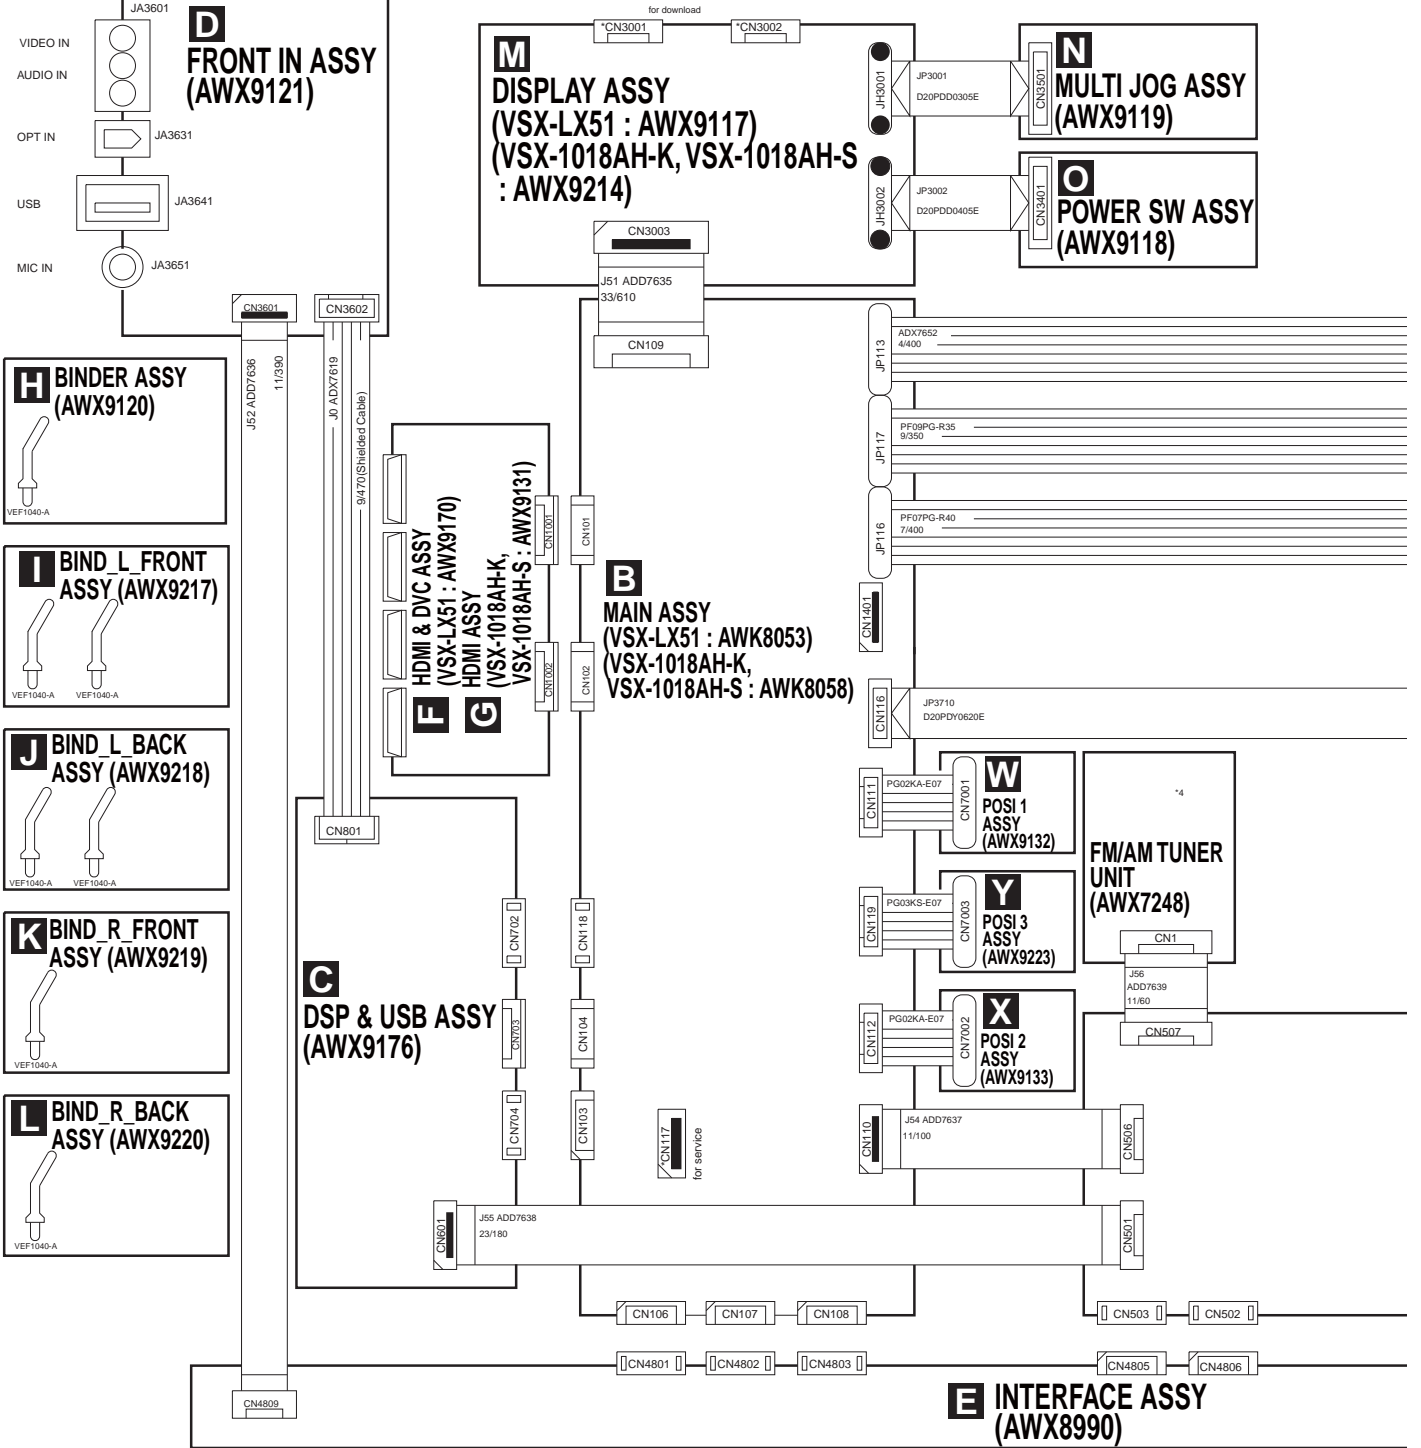 JA3601
VIDEO IN
AUDIO IN
OPT IN
JA3631
USB
JA3641
MIC IN
JA3651
D
FRONT IN ASSY
(AWX9121)
CN3601
CN3602
J52 ADD7636
11/390
J0 ADX7619
9/470(Shielded Cable)
for download
*CN3001
*CN3002
M
DISPLAY ASSY
(VSX-LX51 : AWX9117)
(VSX-1018AH-K, VSX-1018AH-S
: AWX9214)
JH3001
JP3001
D20PDD0305E
CN3501
N
MULTI JOG ASSY
(AWX9119)
JH3002
JP3002
D20PDD0405E
CN3401
O
POWER SW ASSY
(AWX9118)
CN3003
J51 ADD7635
33/610
CN109
H
BINDER ASSY
(AWX9120)
VEF1040-A
I
BIND_L_FRONT
ASSY (AWX9217)
VEF1040-A
VEF1040-A
J
BIND_L_BACK
ASSY (AWX9218)
VEF1040-A
VEF1040-A
K
BIND_R_FRONT
ASSY (AWX9219)
VEF1040-A
L
BIND_R_BACK
ASSY (AWX9220)
VEF1040-A
F
HDMI & DVC ASSY
(VSX-LX51 : AWX9170)
G
HDMI ASSY
(VSX-1018AH-K,
VSX-1018AH-S : AWX9131)
CN1001
CN101
CN1002
CN102
B
MAIN ASSY
(VSX-LX51 : AWK8053)
(VSX-1018AH-K,
VSX-1018AH-S : AWK8058)
JP113
ADX7652
4/400
JP117
PF09PG-R35
9/350
JP116
PF07PG-R40
7/400
CN1401
CN116
JP3710
D20PDY0620E
CN111
PG02KA-E07
CN7001
W
POSI 1
ASSY
(AWX9132)
CN119
PG03KS-E07
CN7003
Y
POSI 3
ASSY
(AWX9223)
CN112
PG02KA-E07
CN7002
X
POSI 2
ASSY
(AWX9133)
*4
FM/AM TUNER
UNIT
(AWX7248)
CN1
J56
ADD7639
11/60
CN507
CN801
C
DSP & USB ASSY
(AWX9176)
CN702
CN118
CN703
CN104
CN704
CN103
*CN117
for service
CN110
J54 ADD7637
11/100
CN506
CN601
J55 ADD7638
23/180
CN501
CN106
CN107
CN108
CN503
CN502
CN4801
CN4802
CN4803
CN4805
CN4806
CN4809
E
INTERFACE ASSY
(AWX8990)